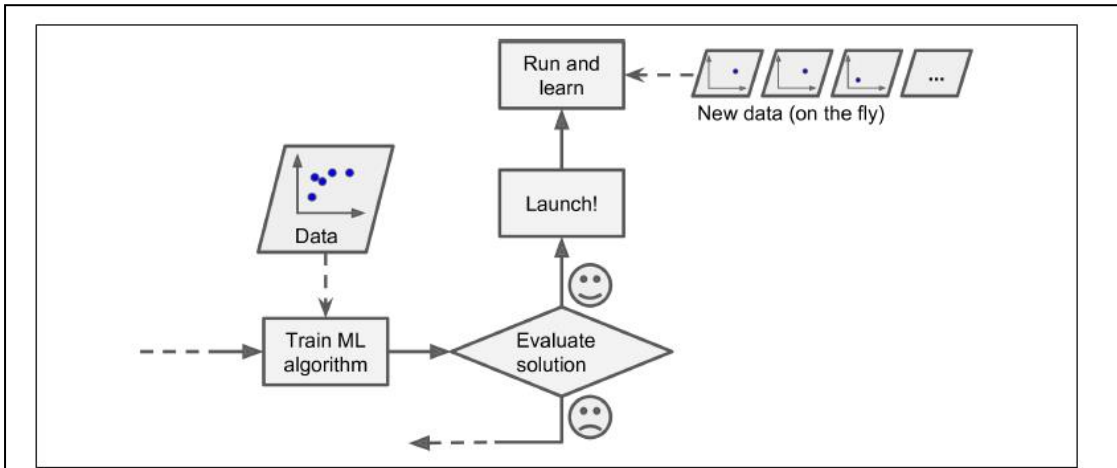 Run and
learn
...
New data (on the fly)
Launch!
Data
Train ML
algorithm
Evaluate
solution